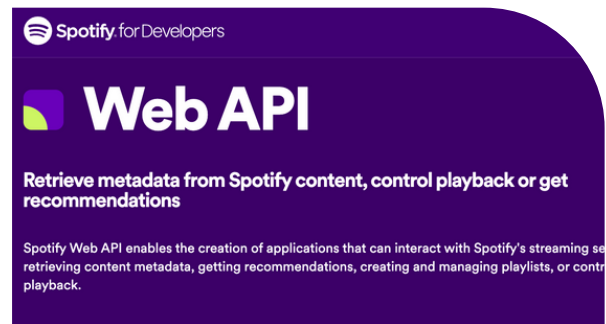 Spotify for Developers
Web API
Retrieve metadata from Spotify content, control playback or get
recommendations
Spotify Web API enables the creation of applications that can interact with Spotify's streaming
retrieving content metadata, getting recommendations, creating and managing playlists, or
playback.